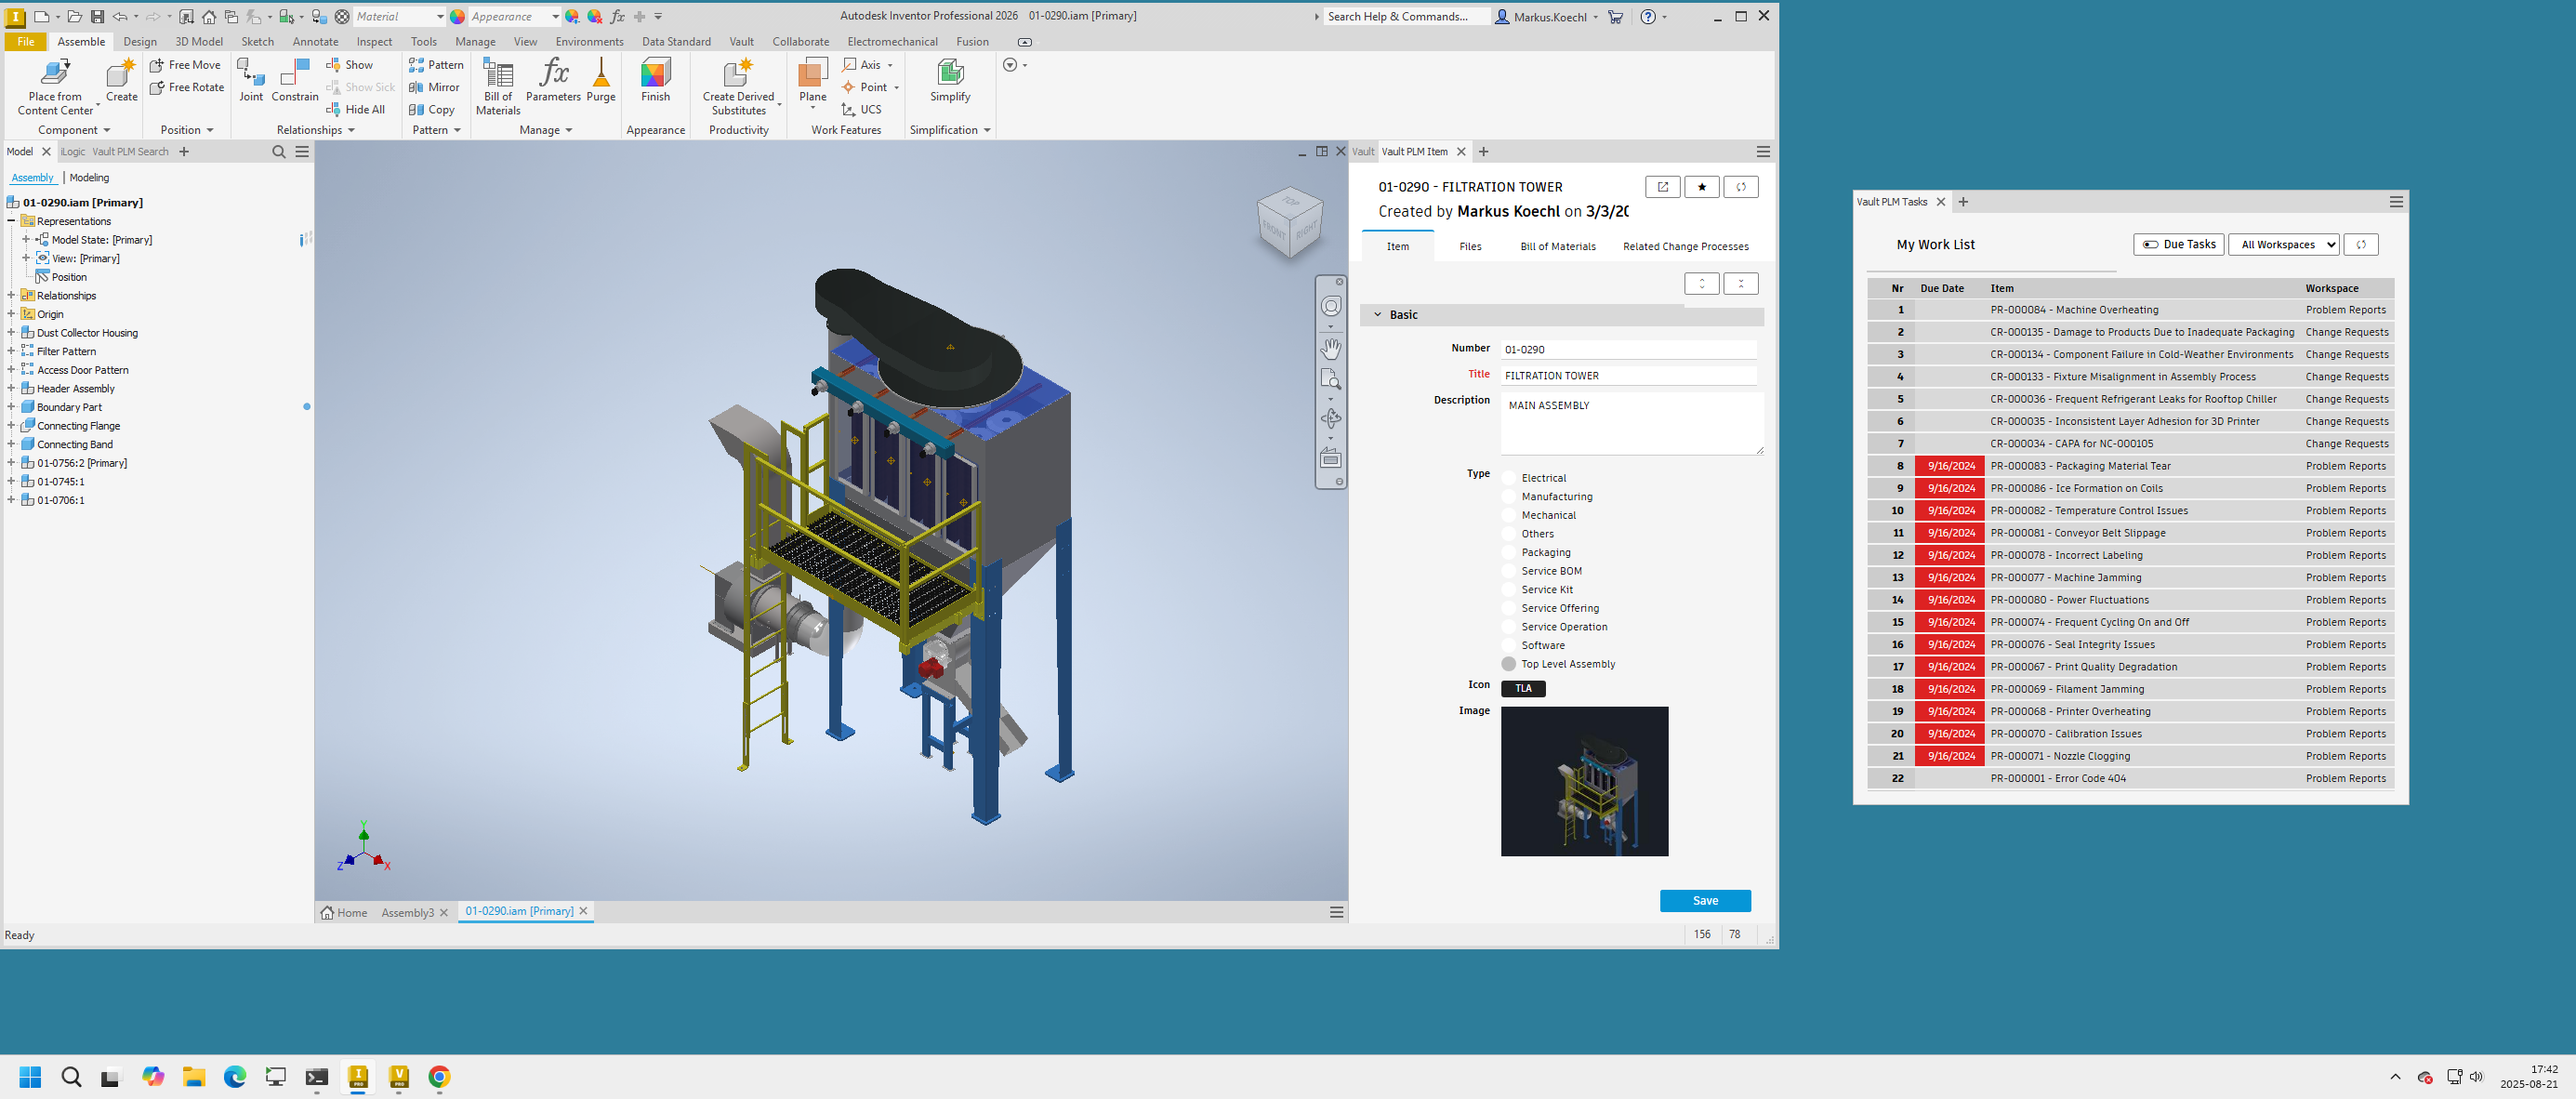 Material
Appearance
Autodesk Inventor Professional 2026 01-0290.iam [Primary]
Search Help & Commands...
Markus.Koechl
File Assemble Design 3D Model Sketch Annotate Inspect Tools Manage View Environments Data Standard Vault Collaborate Electromechanical Fusion
Place from Content Center
Create
Component
Free Move
Free Rotate
Position
Joint
Constrain
Show
Show Sick
Hide All
Relationships
Pattern
Mirror
Copy
Pattern
Bill of Materials
Parameters
Purge
Manage
Finish
Appearance
Create Derived Substitutes
Productivity
Plane
Axis
Point
UCS
Work Features
Simplify
Simplification
Model iLogic Vault PLM Search
Assembly | Modeling
01-0290.iam [Primary]
Representations
Model State: [Primary]
View: [Primary]
Position
Relationships
Origin
Dust Collector Housing
Filter Pattern
Access Door Pattern
Header Assembly
Boundary Part
Connecting Flange
Connecting Band
01-0756:2 [Primary]
01-0745:1
01-0706:1
TOP
FRONT
RIGHT
Y
Z
X
Home Assembly3 01-0290.iam [Primary]
Ready
Vault Vault PLM Item
01-0290 - FILTRATION TOWER
Created by Markus Koechl on 3/3/20
Item Files Bill of Materials Related Change Processes
Basic
Number 01-0290
Title FILTRATION TOWER
Description MAIN ASSEMBLY
Type
Electrical
Manufacturing
Mechanical
Others
Packaging
Service BOM
Service Kit
Service Offering
Service Operation
Software
Top Level Assembly
Icon TLA
Image
Save
156 78
Vault PLM Tasks
My Work List
Due Tasks
All Workspaces
Nr Due Date Item Workspace
1 PR-000084 - Machine Overheating Problem Reports
2 CR-000135 - Damage to Products Due to Inadequate Packaging Change Requests
3 CR-000134 - Component Failure in Cold-Weather Environments Change Requests
4 CR-000133 - Fixture Misalignment in Assembly Process Change Requests
5 CR-000036 - Frequent Refrigerant Leaks for Rooftop Chiller Change Requests
6 CR-000035 - Inconsistent Layer Adhesion for 3D Printer Change Requests
7 CR-000034 - CAPA for NC-000105 Change Requests
8 9/16/2024 PR-000083 - Packaging Material Tear Problem Reports
9 9/16/2024 PR-000086 - Ice Formation on Coils Problem Reports
10 9/16/2024 PR-000082 - Temperature Control Issues Problem Reports
11 9/16/2024 PR-000081 - Conveyor Belt Slippage Problem Reports
12 9/16/2024 PR-000078 - Incorrect Labeling Problem Reports
13 9/16/2024 PR-000077 - Machine Jamming Problem Reports
14 9/16/2024 PR-000080 - Power Fluctuations Problem Reports
15 9/16/2024 PR-000074 - Frequent Cycling On and Off Problem Reports
16 9/16/2024 PR-000076 - Seal Integrity Issues Problem Reports
17 9/16/2024 PR-000067 - Print Quality Degradation Problem Reports
18 9/16/2024 PR-000069 - Filament Jamming Problem Reports
19 9/16/2024 PR-000068 - Printer Overheating Problem Reports
20 9/16/2024 PR-000070 - Calibration Issues Problem Reports
21 9/16/2024 PR-000071 - Nozzle Clogging Problem Reports
22 PR-000001 - Error Code 404 Problem Reports
17:42
2025-08-21